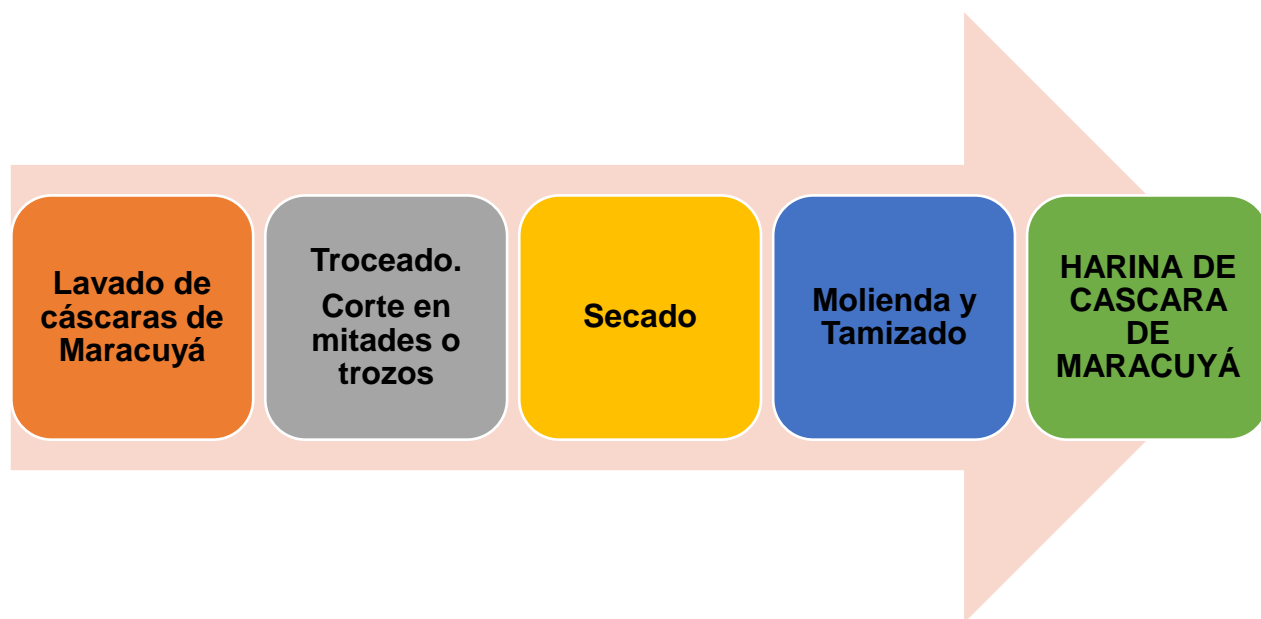 Lavado de
cáscaras de
Maracuyá
Troceado.
Corte en
mitades o
trozos
Secado
Molienda y
Tamizado
HARINA DE
CASCARA
DE
MARACUYÁ